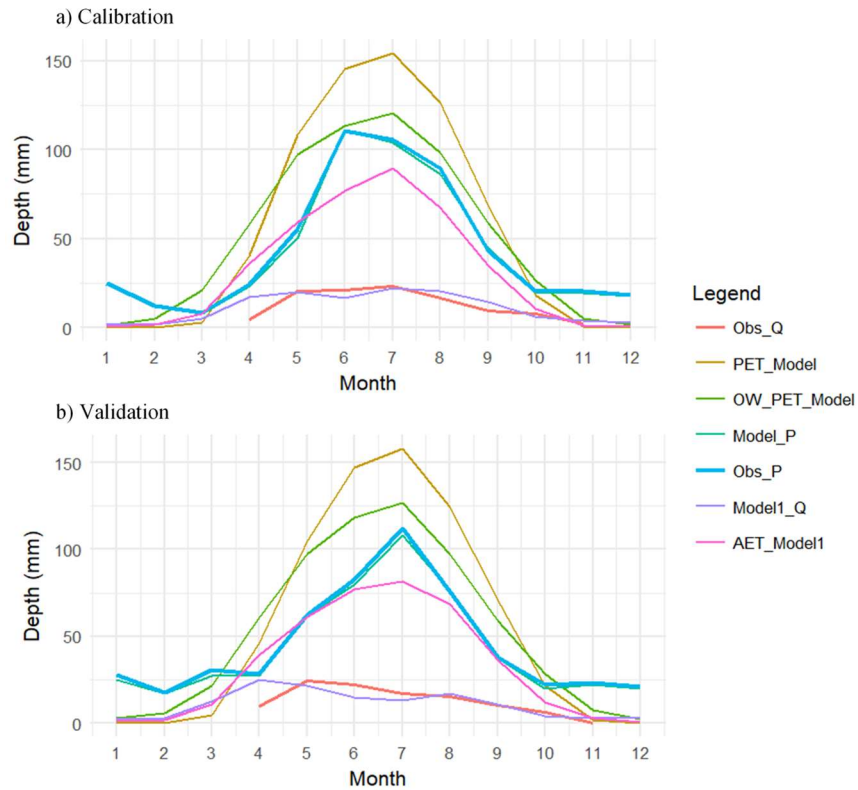 a) Calibration
150
100
50
0
Depth (mm)
1 2 3 4 5 6 7 8 9 10 11 12
Month
b) Validation
150
100
50
0
Depth (mm)
1 2 3 4 5 6 7 8 9 10 11 12
Month
Legend
Obs_Q
PET_Model
OW_PET_Model
Model_P
Obs_P
Model1_Q
AET_Model1